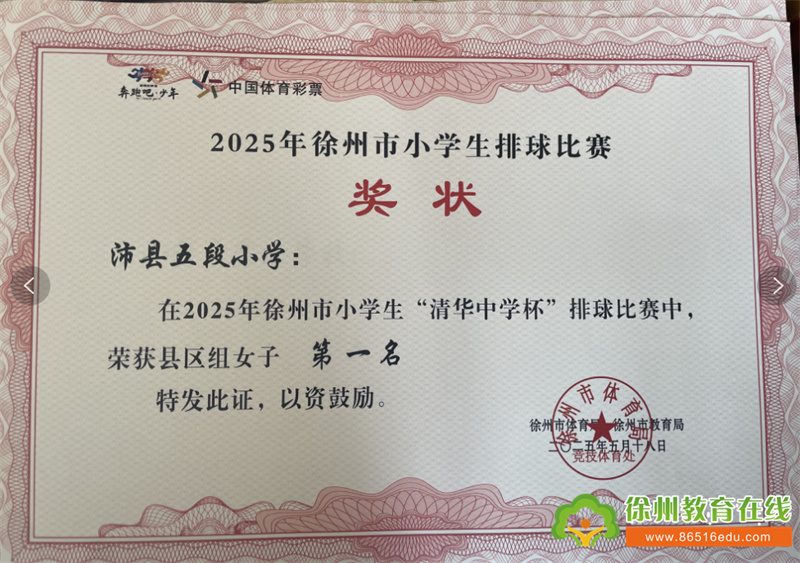 奔跑吧·少年 中国体育彩票
2025年徐州市小学生排球比赛
奖 状
沛县五段小学：
在2025年徐州市小学生“清华中学杯”排球比赛中，
荣获县区组女子 第一名
特发此证，以资鼓励。
徐州市体育局 徐州市教育局
二〇二五年五月十八日
徐州市体育局
竞技体育处
徐州教育在线
www.86516edu.com